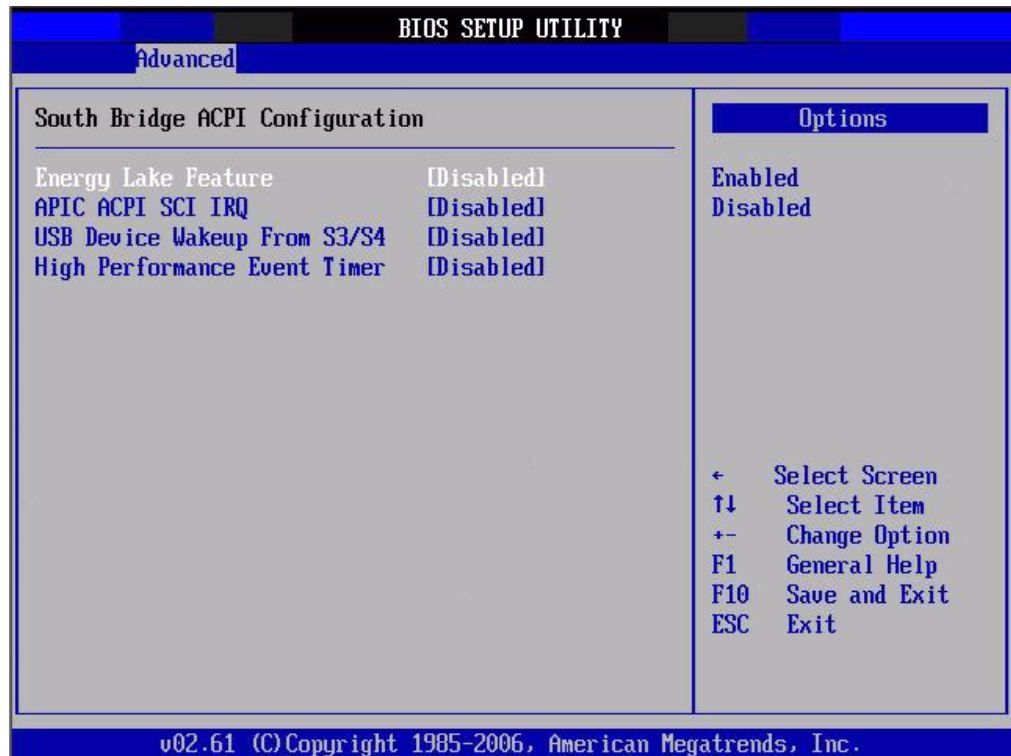 BIOS SETUP UTILITY
Advanced
South Bridge ACPI Configuration
Energy Lake Feature [Disabled]
APIC ACPI SCI IRQ [Disabled]
USB Device Wakeup From S3/S4 [Disabled]
High Performance Event Timer [Disabled]
Options
Enabled
Disabled
← Select Screen
↑↓ Select Item
+- Change Option
F1 General Help
F10 Save and Exit
ESC Exit
v02.61 (C)Copyright 1985-2006, American Megatrends, Inc.